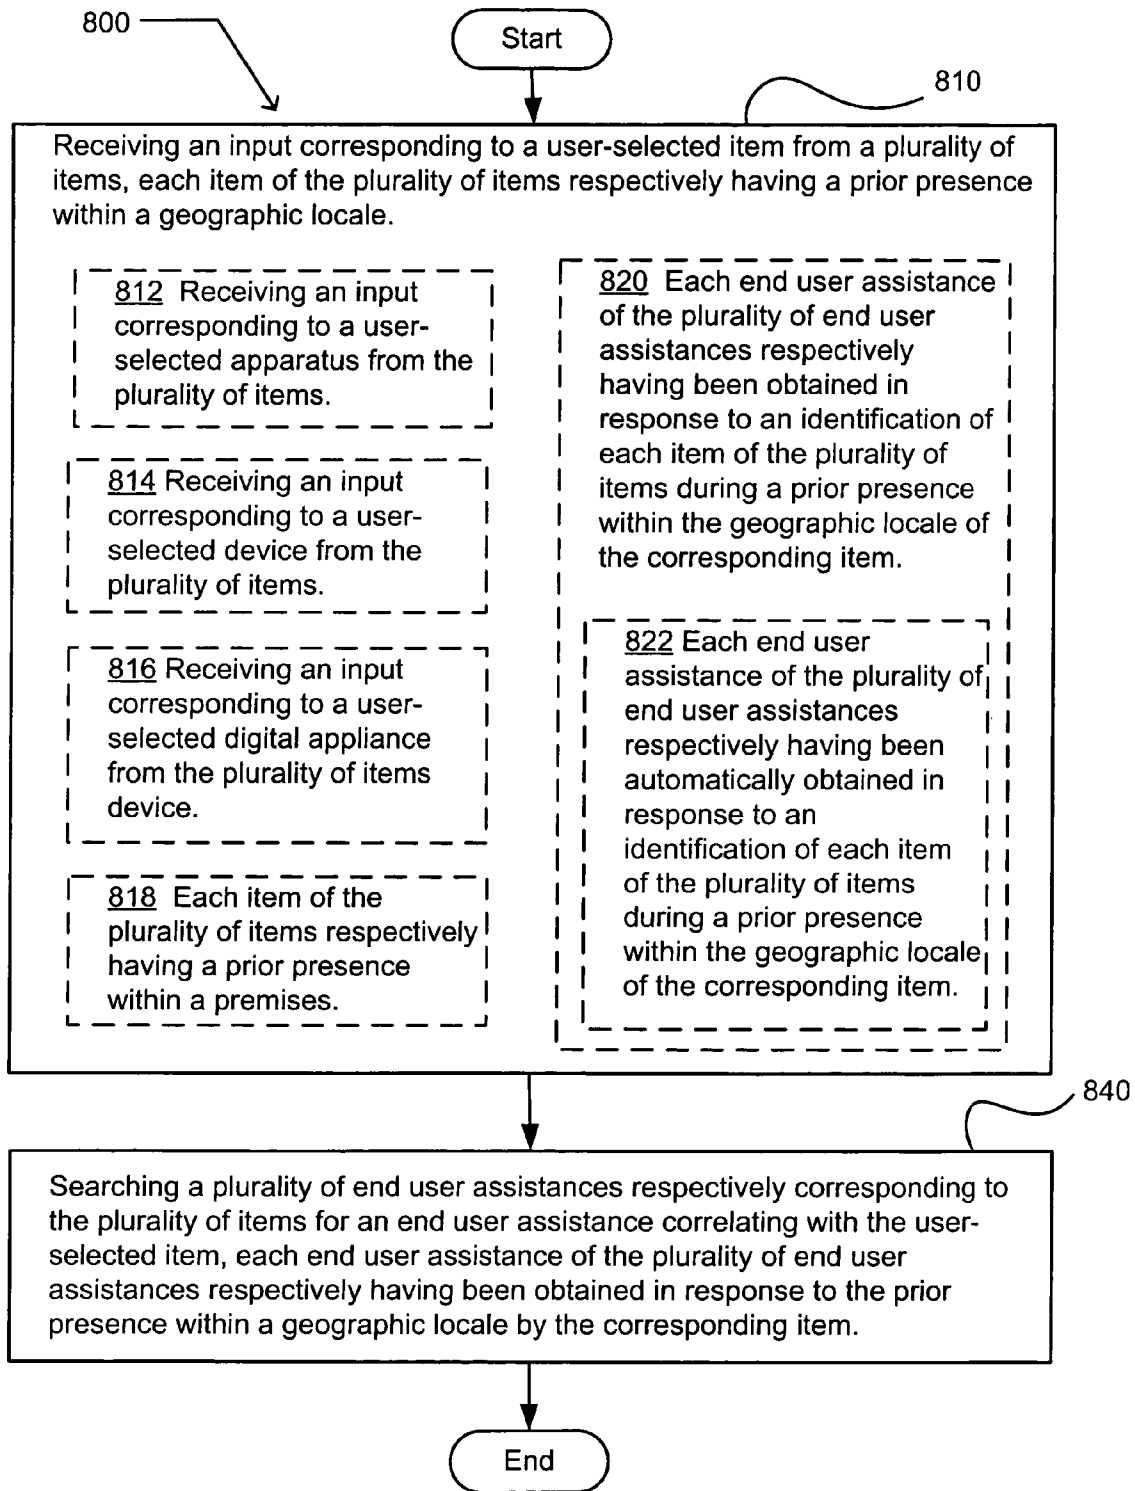 800
Start
810
Receiving an input corresponding to a user-selected item from a plurality of
items, each item of the plurality of items respectively having a prior presence
within a geographic locale.
812 Receiving an input
corresponding to a user-
selected apparatus from the
plurality of items.
814 Receiving an input
corresponding to a user-
selected device from the
plurality of items.
816 Receiving an input
corresponding to a user-
selected digital appliance
from the plurality of items
device.
818 Each item of the
plurality of items respectively
having a prior presence
within a premises.
820 Each end user assistance
of the plurality of end user
assistances respectively
having been obtained in
response to an identification of
each item of the plurality of
items during a prior presence
within the geographic locale of
the corresponding item.
822 Each end user
assistance of the plurality of
end user assistances
respectively having been
automatically obtained in
response to an
identification of each item
of the plurality of items
during a prior presence
within the geographic locale
of the corresponding item.
840
Searching a plurality of end user assistances respectively corresponding to
the plurality of items for an end user assistance correlating with the user-
selected item, each end user assistance of the plurality of end user
assistances respectively having been obtained in response to the prior
presence within a geographic locale by the corresponding item.
End